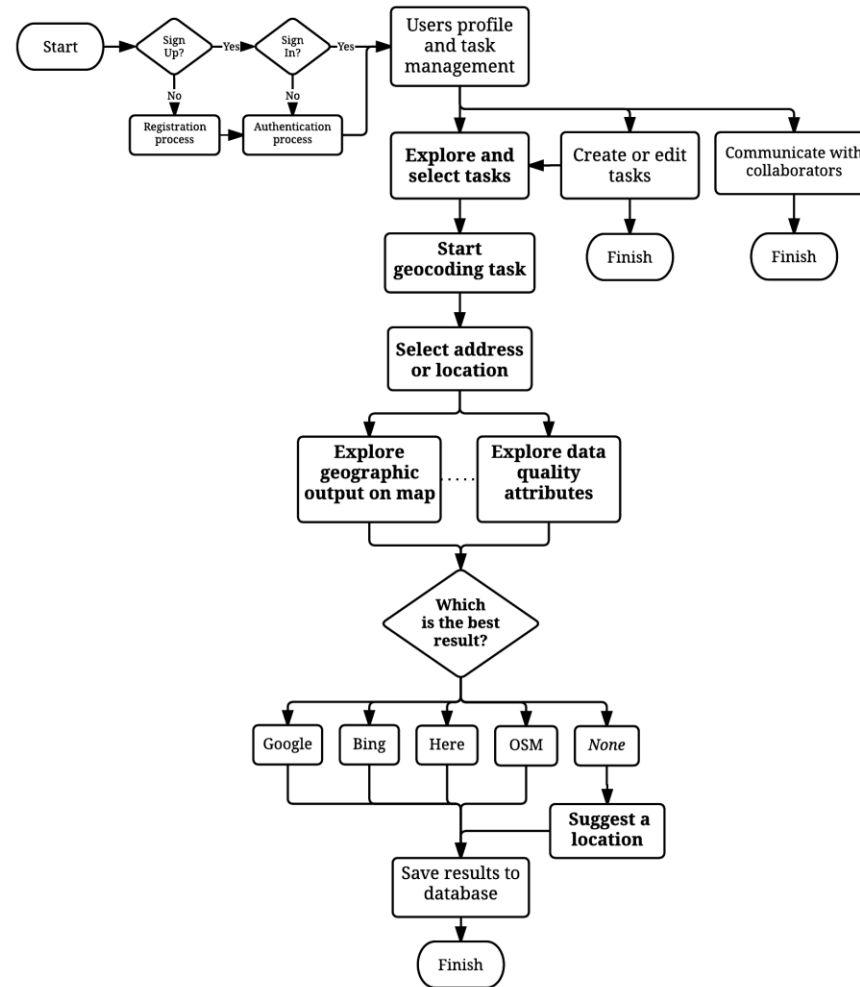 Start
Sign
Up?
Yes
Sign
In?
Yes
Users profile
and task
management
No
No
Registration
process
Authentication
process
Explore and
select tasks
Create or edit
tasks
Communicate with
collaborators
Start
geocoding task
Finish
Finish
Select address
or location
Explore
geographic
output on map
Explore data
quality
attributes
Which
is the best
result?
Google
Bing
Here
OSM
None
Suggest a
location
Save results to
database
Finish